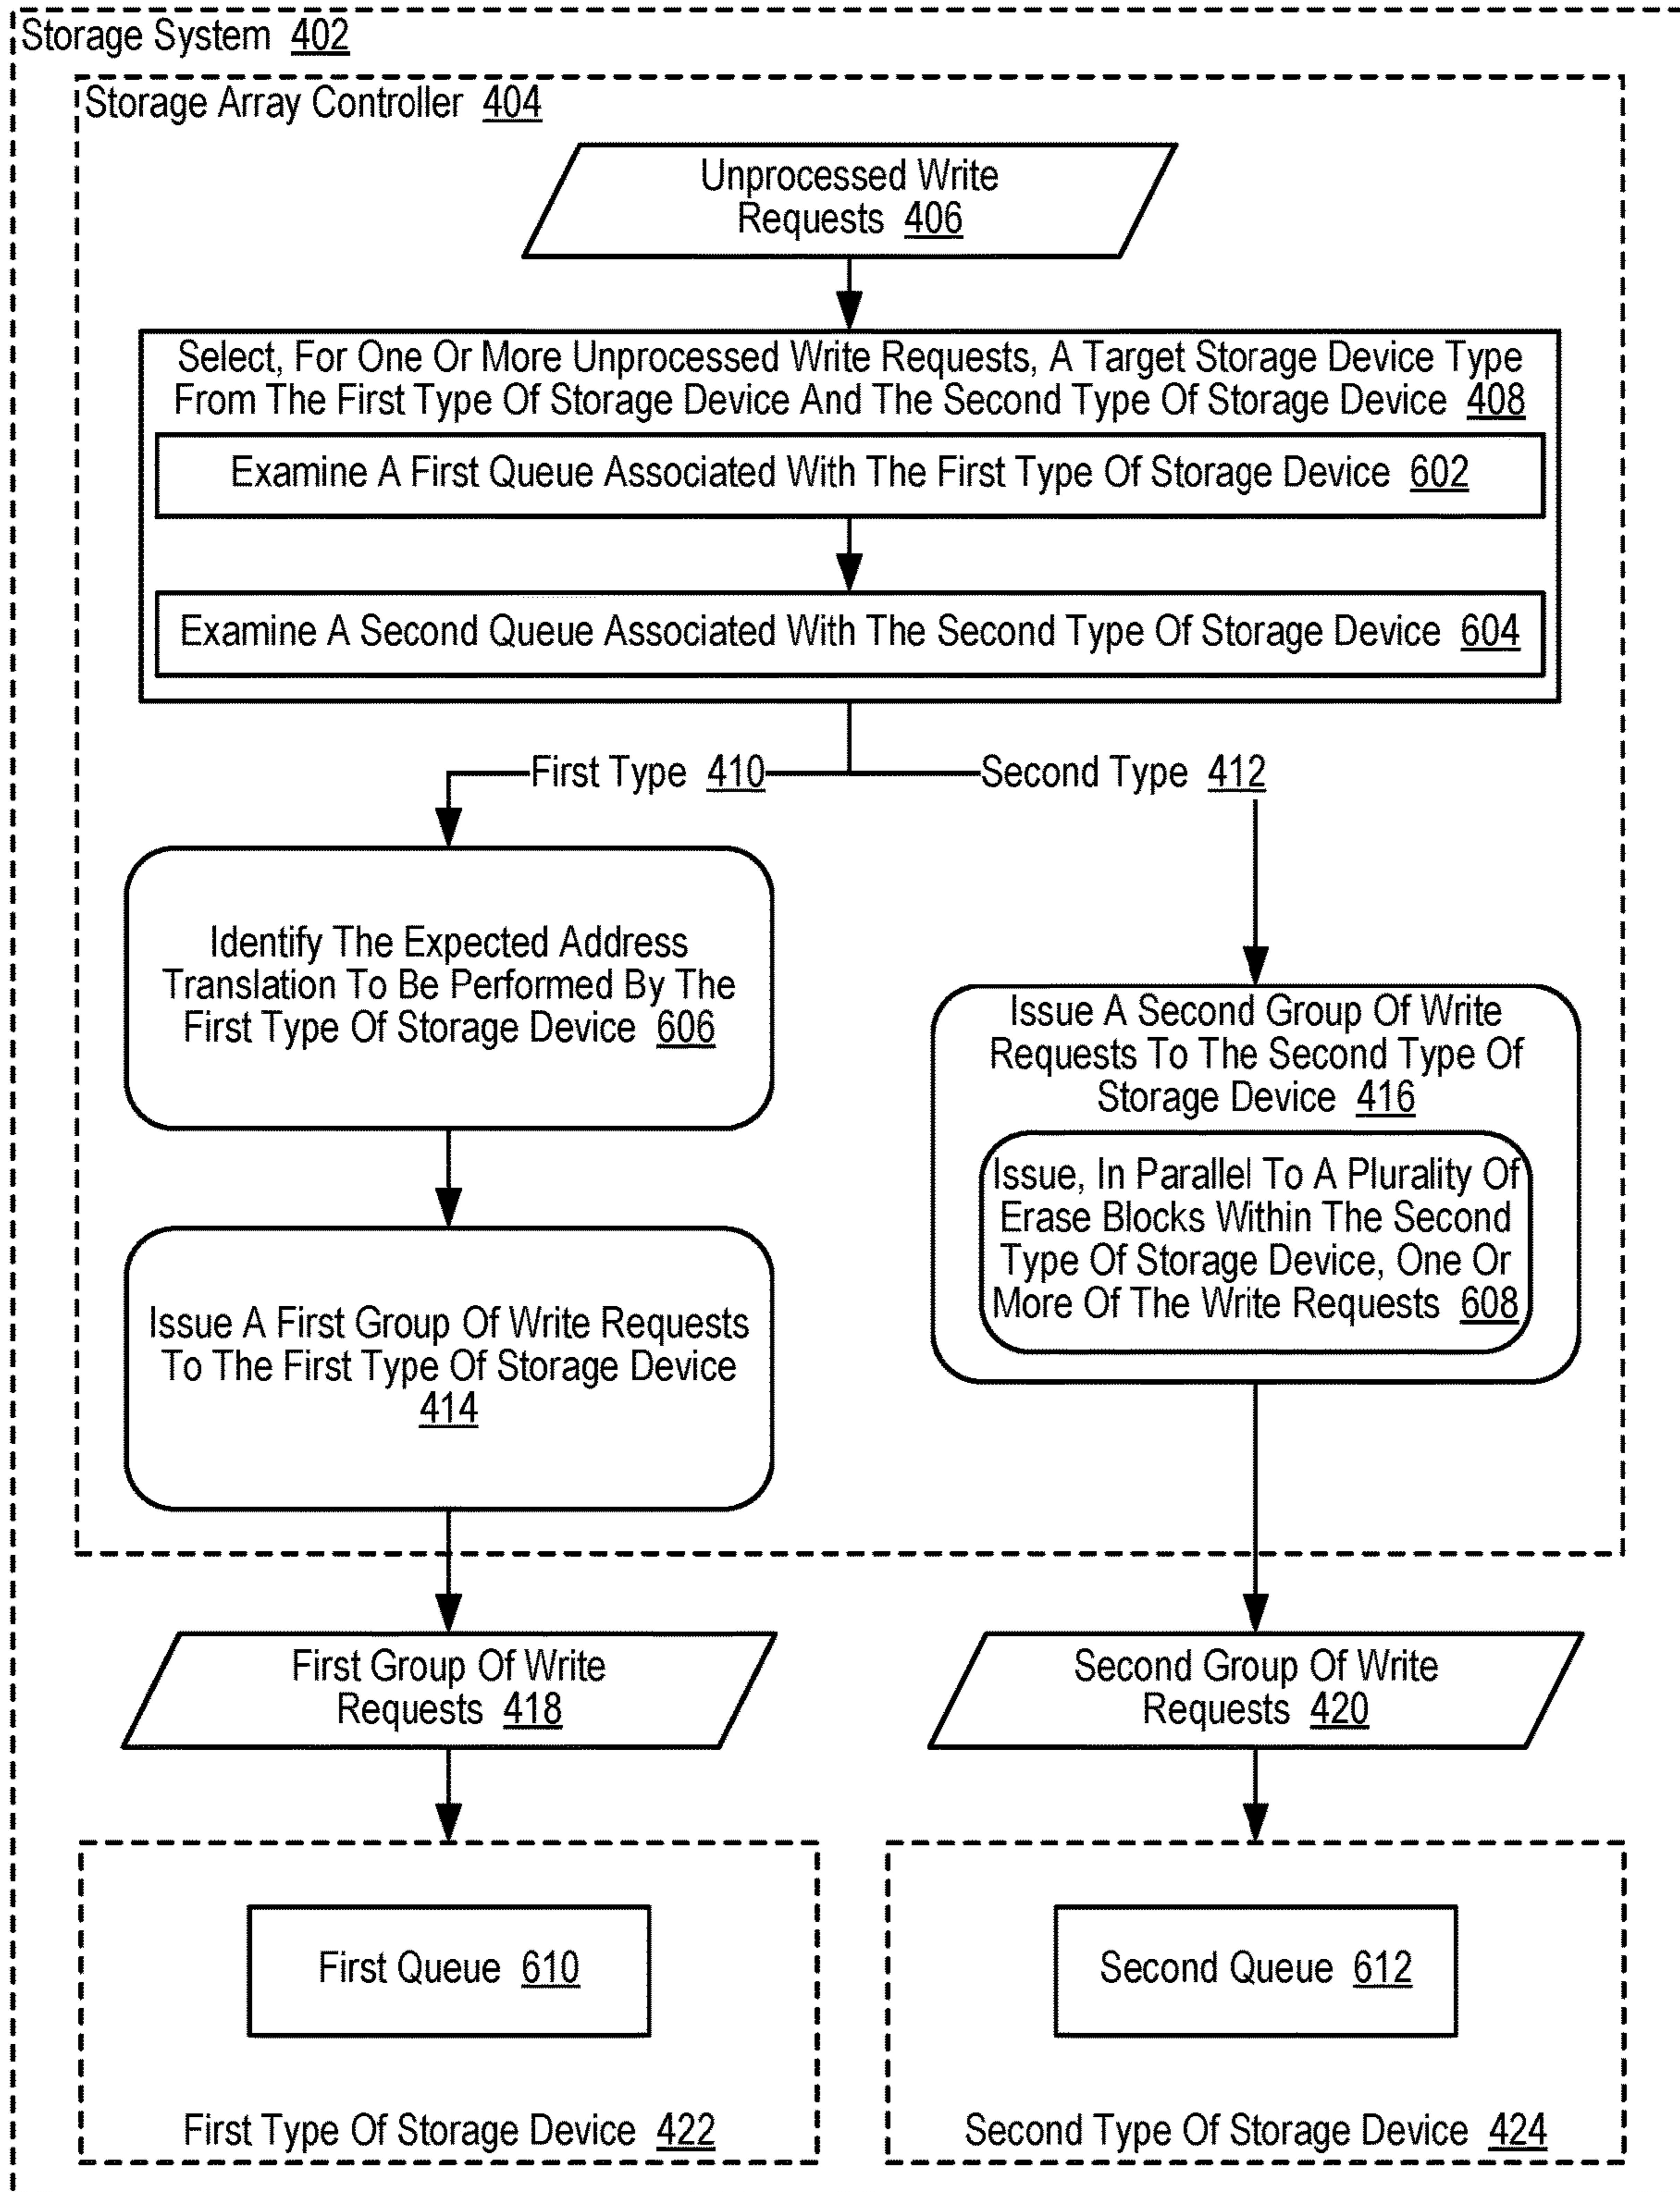 Storage System 402
Storage Array Controller 404
Unprocessed Write
Requests 406
Select, For One Or More Unprocessed Write Requests, A Target Storage Device Type
From The First Type Of Storage Device And The Second Type Of Storage Device 408
Examine A First Queue Associated With The First Type Of Storage Device 602
Examine A Second Queue Associated With The Second Type Of Storage Device 604
First Type 410
Second Type 412
Identify The Expected Address
Translation To Be Performed By The
First Type Of Storage Device 606
Issue A Second Group Of Write
Requests To The Second Type Of
Storage Device 416
Issue, In Parallel To A Plurality Of
Erase Blocks Within The Second
Type Of Storage Device, One Or
More Of The Write Requests 608
Issue A First Group Of Write Requests
To The First Type Of Storage Device
414
First Group Of Write
Requests 418
Second Group Of Write
Requests 420
First Queue 610
Second Queue 612
First Type Of Storage Device 422
Second Type Of Storage Device 424